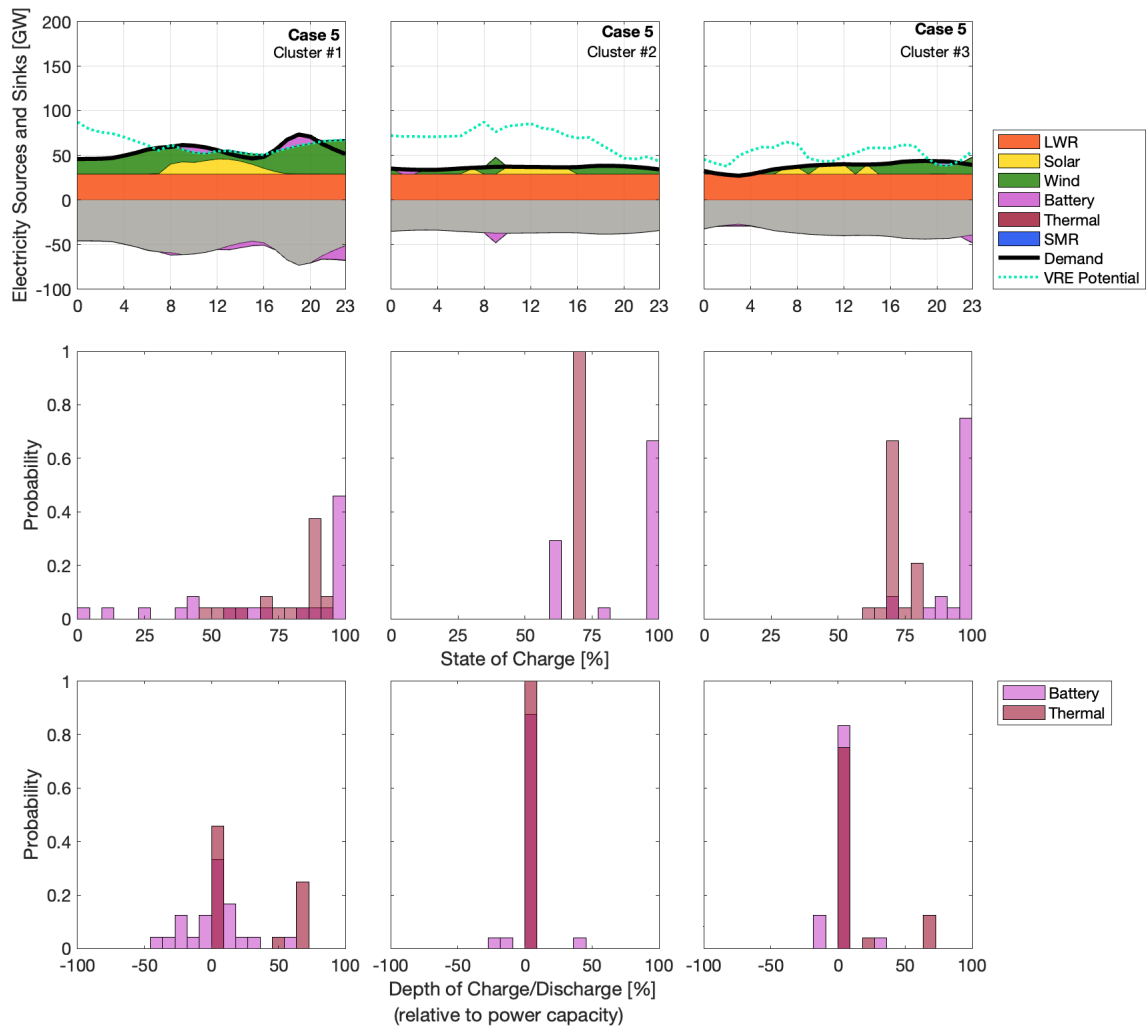 Electricity Sources and Sinks [GW]
200
150
100
50
0
-50
-100
Case 5
Cluster #1
0 4 8 12 16 20 23
Case 5
Cluster #2
0 4 8 12 16 20 23
Case 5
Cluster #3
0 4 8 12 16 20 23
LWR
Solar
Wind
Battery
Thermal
SMR
Demand
VRE Potential
Probability
1
0.8
0.6
0.4
0.2
0
0 25 50 75 100
0 25 50 75 100
0 25 50 75 100
State of Charge [%]
Probability
1
0.8
0.6
0.4
0.2
0
-100 -50 0 50 100
-100 -50 0 50 100
-100 -50 0 50 100
Battery
Thermal
Depth of Charge/Discharge [%]
(relative to power capacity)